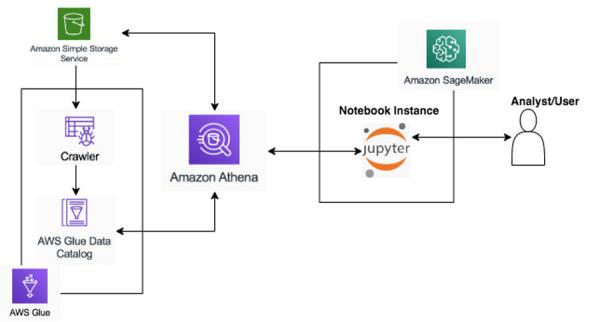 Amazon Simple Storage
Service
Crawler
AWS Glue Data
Catalog
AWS Glue
Amazon Athena
Amazon SageMaker
Notebook Instance
jupyter
Analyst/User